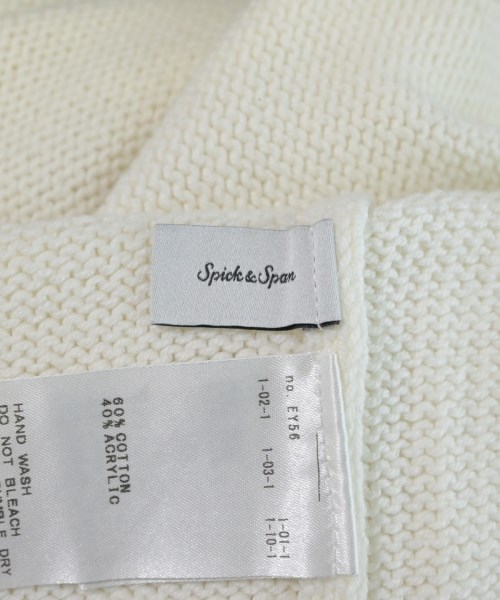 Spick & Span
no. EY56
1-02-1 1-03-1 1-01-1
1-10-1
60% COTTON
40% ACRYLIC
HAND WASH
DO NOT BLEACH
DRY